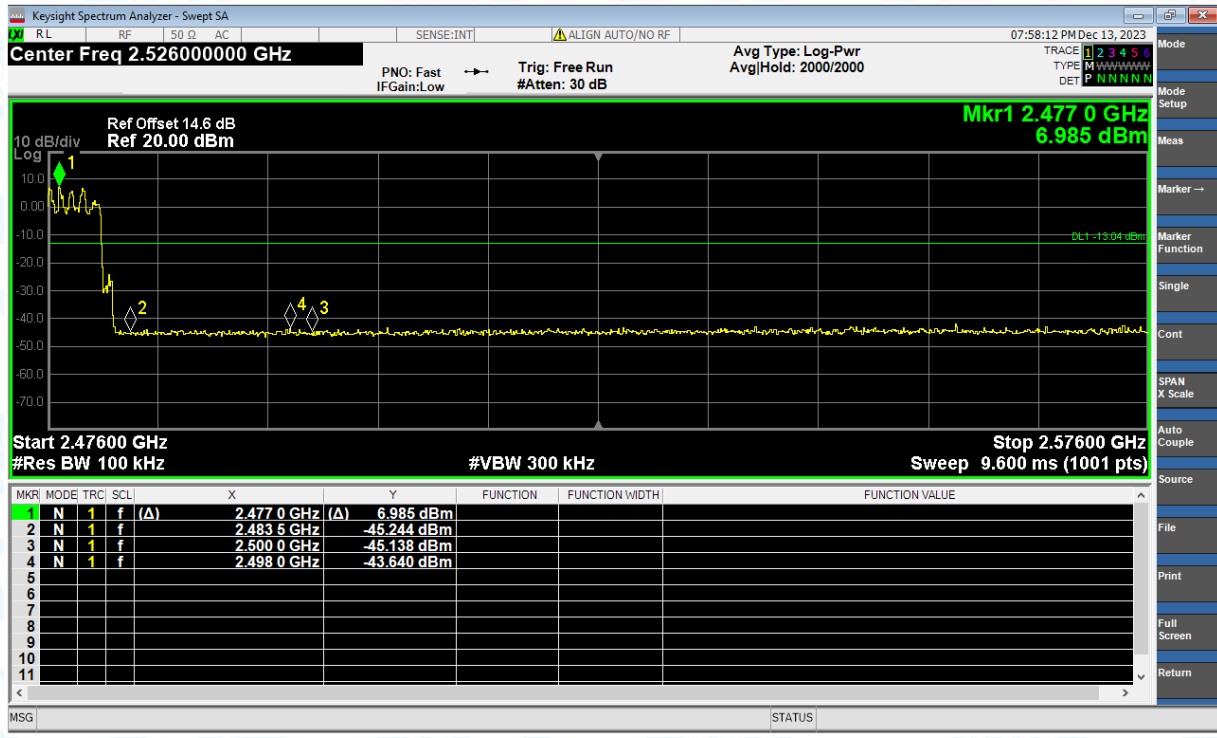 Keysight Spectrum Analyzer - Swept SA
LXI RL RF 50 Ω AC SENSE:INT ALIGN AUTO/NO RF 07:58:12 PM Dec 13, 2023
Center Freq 2.526000000 GHz
PNO: Fast
IFGain:Low
Trig: Free Run
#Atten: 30 dB
Avg Type: Log-Pwr
Avg|Hold: 2000/2000
TRACE 1 2 3 4 5 6
TYPE M WWWWW
DET P N N N N N
Mkr1 2.477 0 GHz
6.985 dBm
Ref Offset 14.6 dB
10 dB/div Ref 20.00 dBm
Log
1
10.0
0.00
-10.0
DL1 -13.04 dBm
-20.0
-30.0
2 4 3
-40.0
-50.0
-60.0
-70.0
Start 2.47600 GHz Stop 2.57600 GHz
#Res BW 100 kHz #VBW 300 kHz Sweep 9.600 ms (1001 pts)
MKR MODE TRC SCL X Y FUNCTION FUNCTION WIDTH FUNCTION VALUE
1 N 1 f (Δ) 2.477 0 GHz (Δ) 6.985 dBm
2 N 1 f 2.483 5 GHz -45.244 dBm
3 N 1 f 2.500 0 GHz -45.138 dBm
4 N 1 f 2.498 0 GHz -43.640 dBm
5
6
7
8
9
10
11
MSG STATUS
Mode
Mode
Setup
Meas
Marker →
Marker
Function
Single
Cont
SPAN
X Scale
Auto
Couple
Source
File
Print
Full
Screen
Return